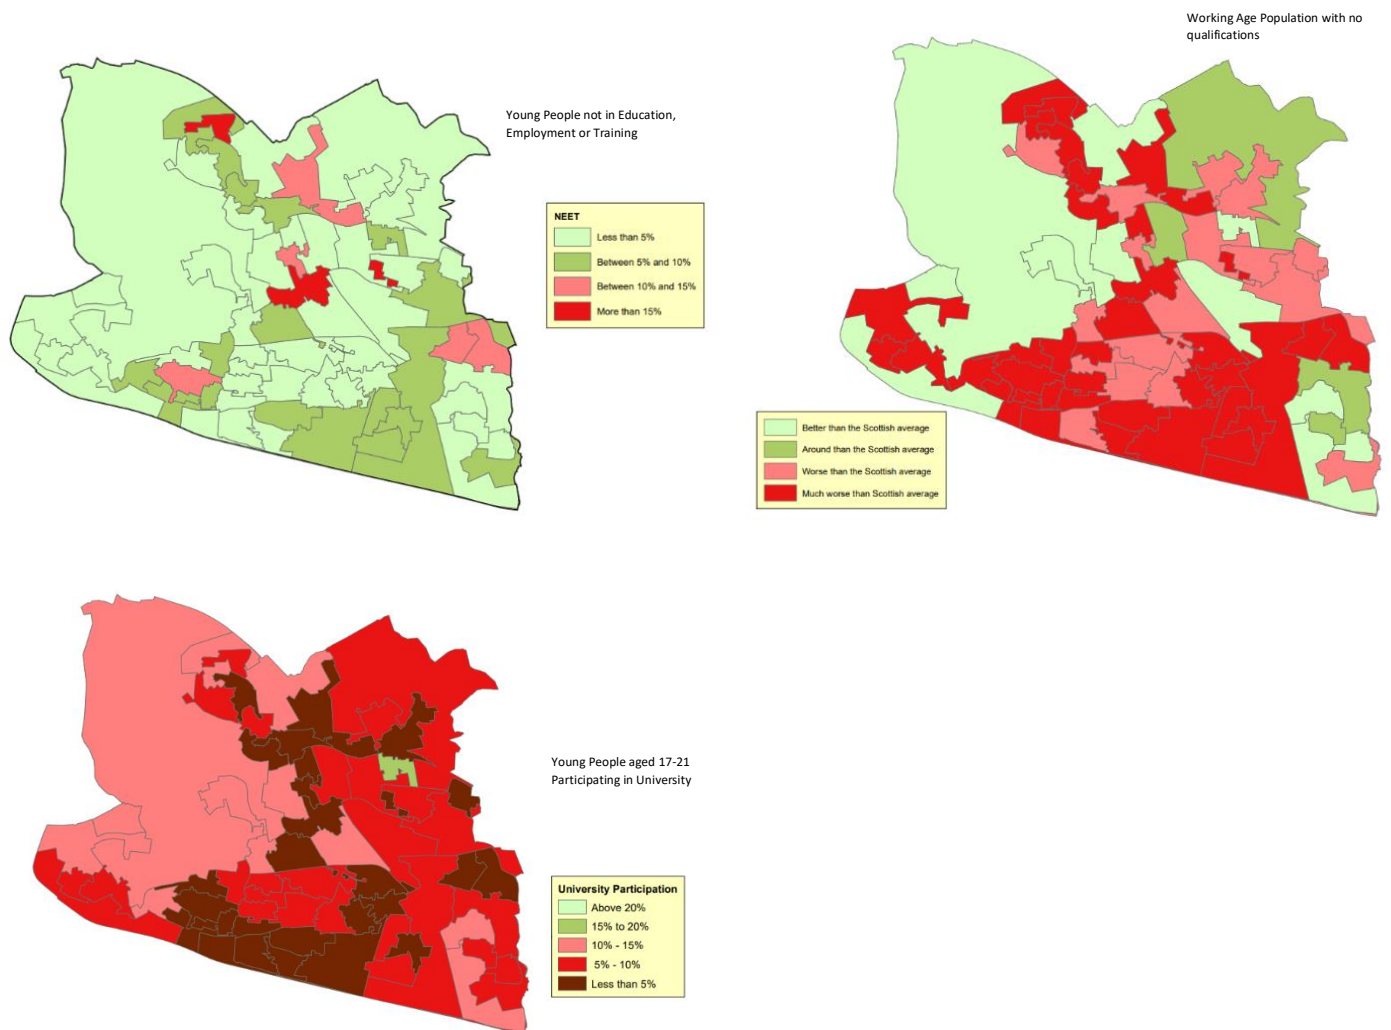 Working Age Population with no
qualifications
Young People not in Education,
Employment or Training
NEET
Less than 5%
Between 5% and 10%
Between 10% and 15%
More than 15%
Better than the Scottish average
Around than the Scottish average
Worse than the Scottish average
Much worse than Scottish average
Young People aged 17-21
Participating in University
University Participation
Above 20%
15% to 20%
10% - 15%
5% - 10%
Less than 5%